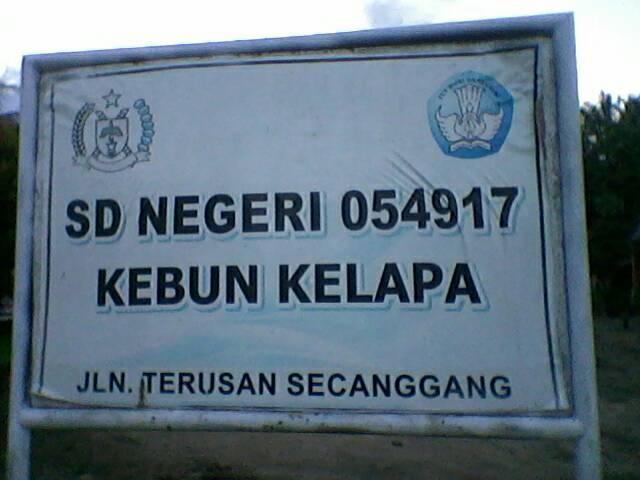 SD NEGERI 054917
KEBUN KELAPA
JLN. TERUSAN SECANGGANG